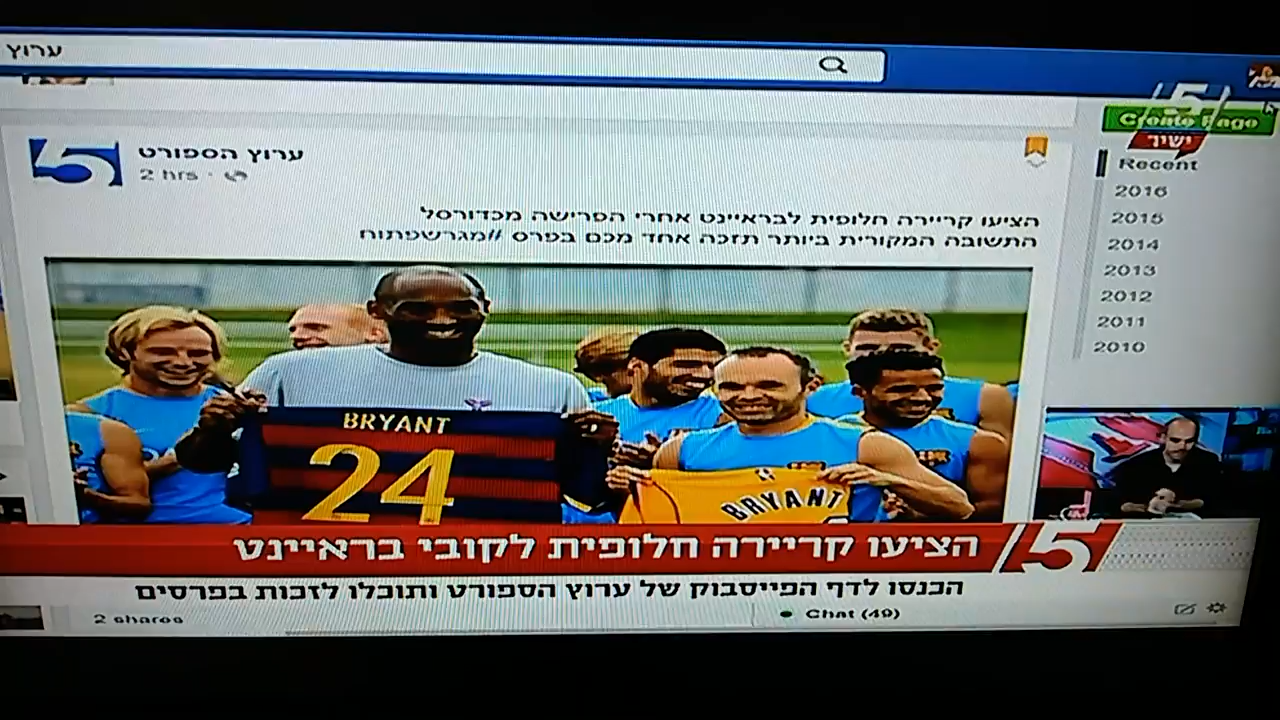 ערוץ
5
ישיר
Create Page
ערוץ הספורט
2 hrs
Recent
2016
2015
2014
2013
2012
2011
2010
הציעו קריירה חלופית לבראיינט אחרי הפרישה מכדורסל
התשובה המקורית ביותר תזכה אחד מכם בפרס //מגרשפתוח
BRYANT
24
BRYANT
הציעו קריירה חלופית לקובי בראיינט
5
הכנסו לדף הפייסבוק של ערוץ הספורט ותוכלו לזכות בפרסים
2 shares
Chat (49)